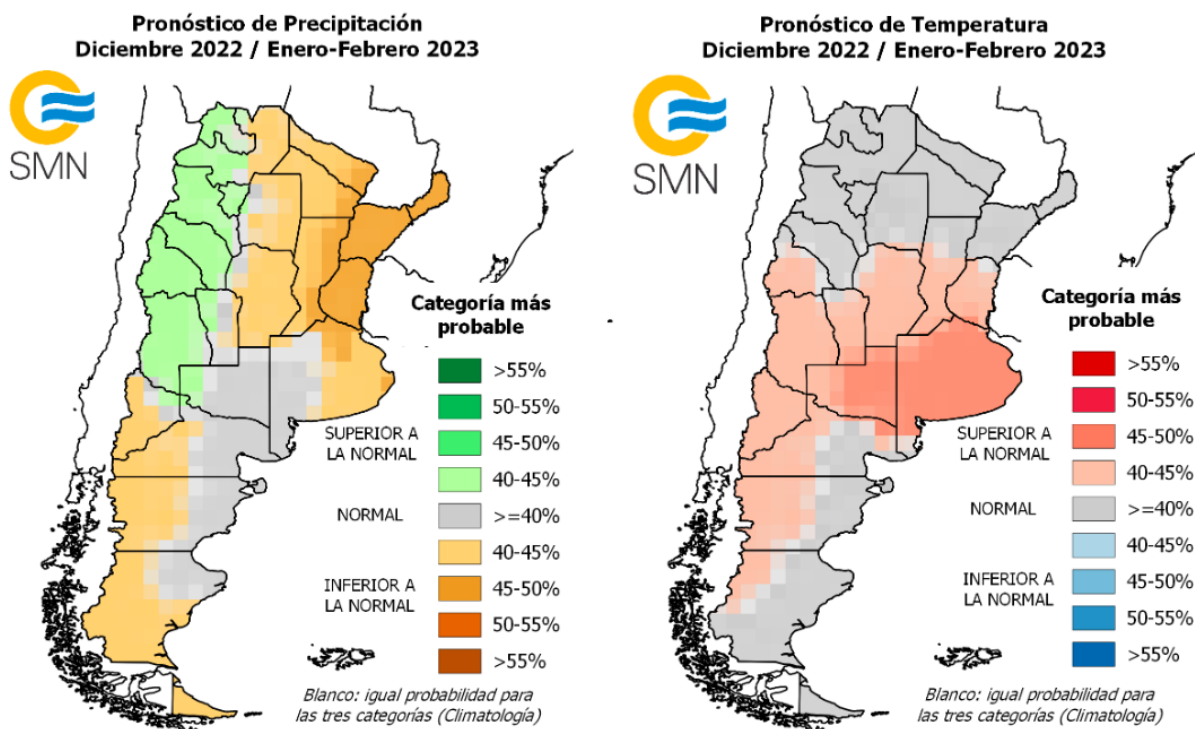 Pronóstico de Precipitación
Diciembre 2022 / Enero-Febrero 2023
SMN
Categoría más
probable
>55%
50-55%
45-50%
SUPERIOR A
LA NORMAL
40-45%
NORMAL
>=40%
40-45%
INFERIOR A
LA NORMAL
45-50%
50-55%
>55%
Blanco: igual probabilidad para
las tres categorías (Climatología)
Pronóstico de Temperatura
Diciembre 2022 / Enero-Febrero 2023
SMN
Categoría más
probable
>55%
50-55%
45-50%
SUPERIOR A
LA NORMAL
40-45%
NORMAL
>=40%
40-45%
INFERIOR A
LA NORMAL
45-50%
50-55%
>55%
Blanco: igual probabilidad para
las tres categorías (Climatología)